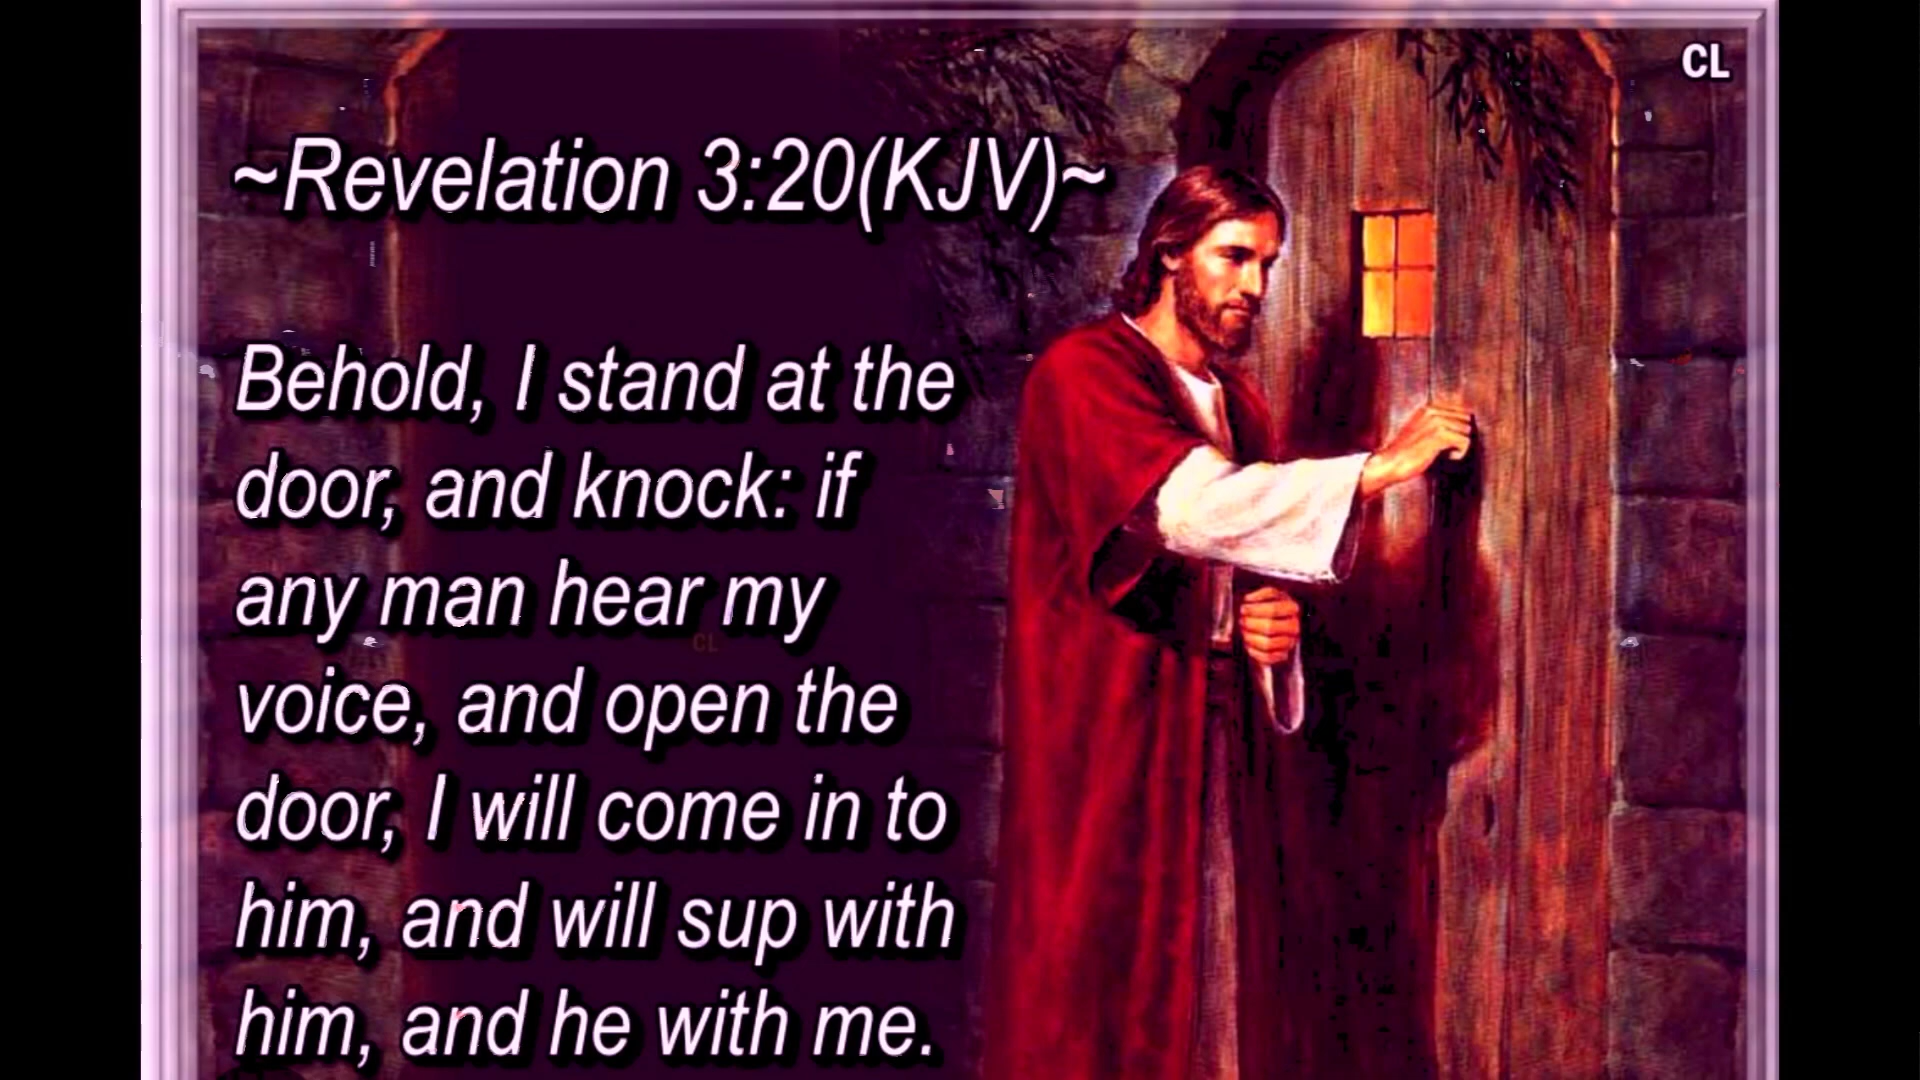 CL
~Revelation 3:20(KJV)~
Behold, I stand at the
door, and knock: if
any man hear my
CL
voice, and open the
door, I will come in to
him, and will sup with
him, and he with me.